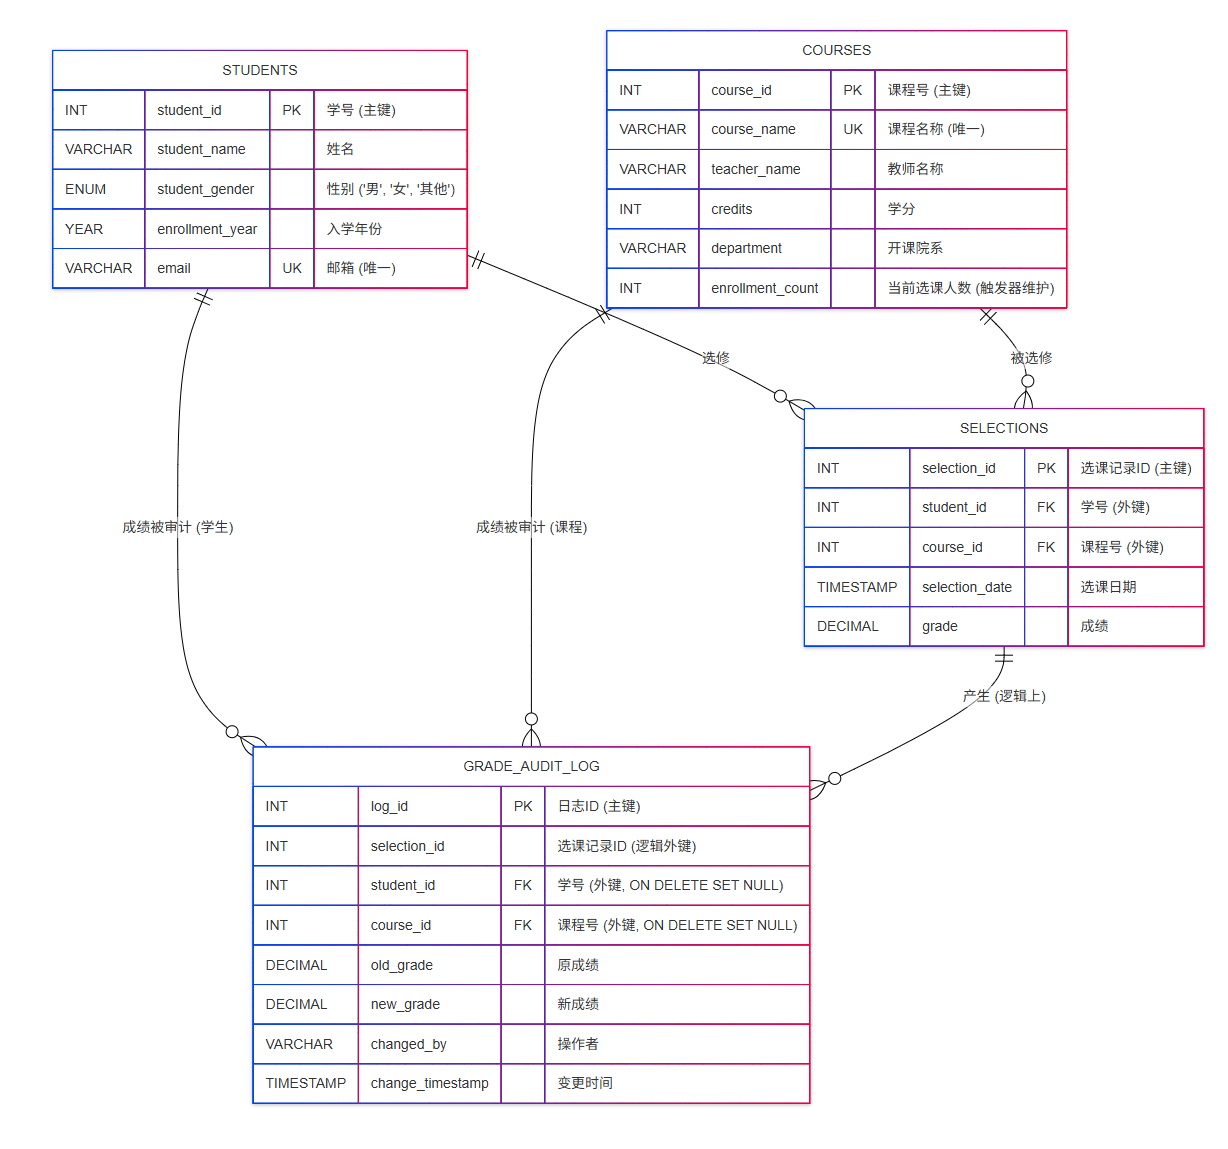 STUDENTS
INT student_id PK 学号 (主键)
VARCHAR student_name 姓名
ENUM student_gender 性别 ('男', '女', '其他')
YEAR enrollment_year 入学年份
VARCHAR email UK 邮箱 (唯一)
COURSES
INT course_id PK 课程号 (主键)
VARCHAR course_name UK 课程名称 (唯一)
VARCHAR teacher_name 教师名称
INT credits 学分
VARCHAR department 开课院系
INT enrollment_count 当前选课人数 (触发器维护)
选修
被选修
SELECTIONS
INT selection_id PK 选课记录ID (主键)
INT student_id FK 学号 (外键)
INT course_id FK 课程号 (外键)
TIMESTAMP selection_date 选课日期
DECIMAL grade 成绩
成绩被审计 (学生)
成绩被审计 (课程)
产生 (逻辑上)
GRADE_AUDIT_LOG
INT log_id PK 日志ID (主键)
INT selection_id 选课记录ID (逻辑外键)
INT student_id FK 学号 (外键, ON DELETE SET NULL)
INT course_id FK 课程号 (外键, ON DELETE SET NULL)
DECIMAL old_grade 原成绩
DECIMAL new_grade 新成绩
VARCHAR changed_by 操作者
TIMESTAMP change_timestamp 变更时间